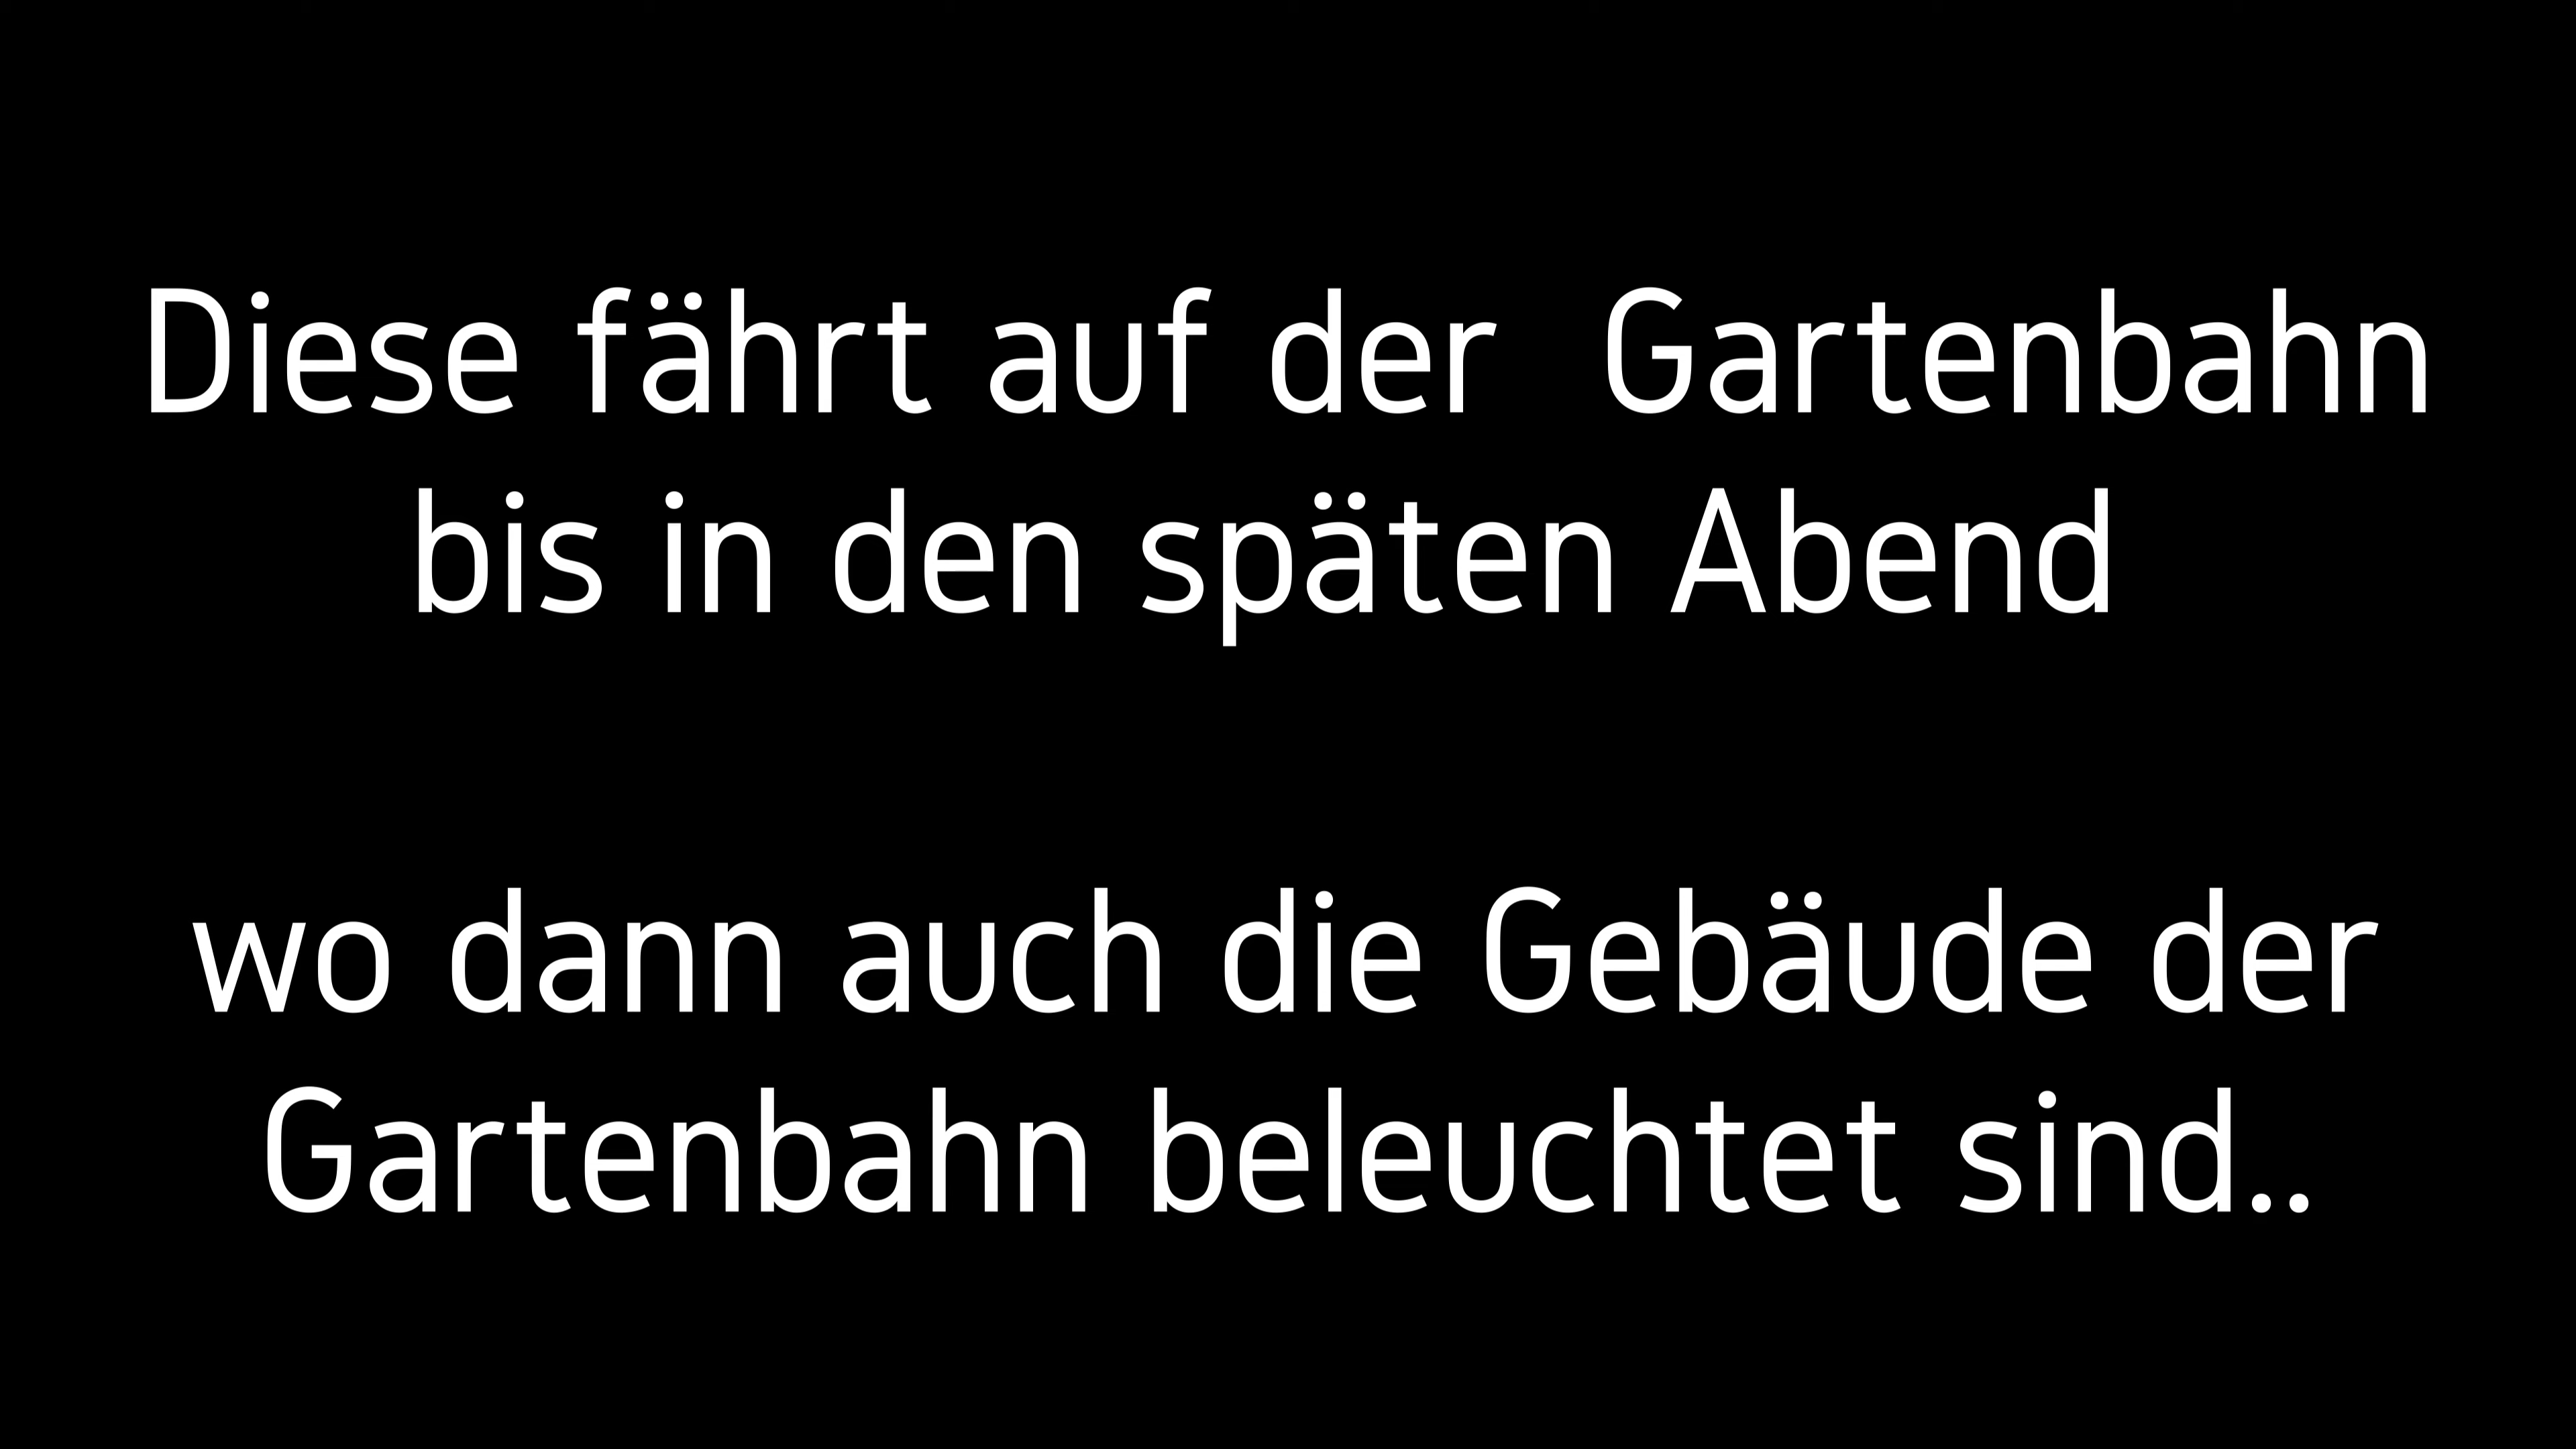 Diese fährt auf der  Gartenbahn
bis in den späten Abend
wo dann auch die Gebäude der
Gartenbahn beleuchtet sind..